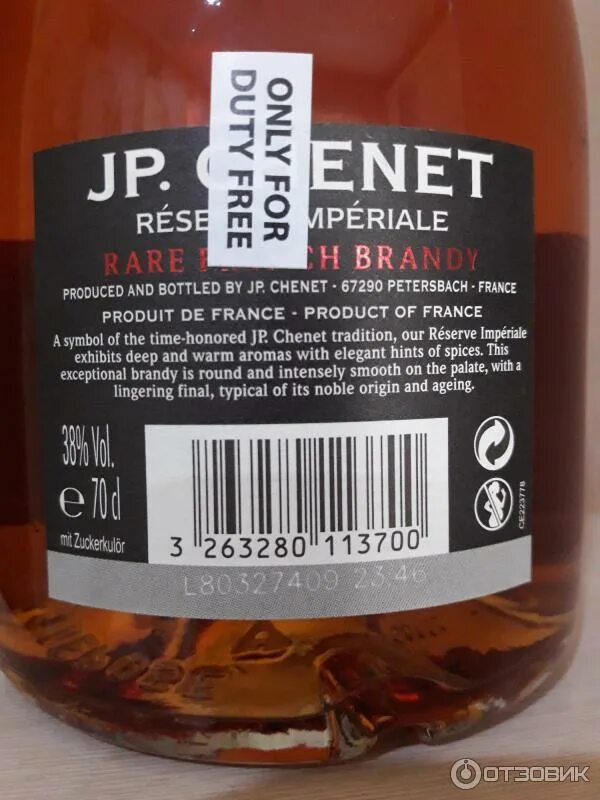 ONLY FOR
DUTY FREE
JP. CHENET
RÉSE IMPÉRIALE
RARE FRENCH BRANDY
PRODUCED AND BOTTLED BY JP. CHENET - 67290 PETERSBACH - FRANCE
PRODUIT DE FRANCE - PRODUCT OF FRANCE
A symbol of the time-honored JP. Chenet tradition, our Réserve Impériale
exhibits deep and warm aromas with elegant hints of spices. This
exceptional brandy is round and intensely smooth on the palate, with a
lingering final, typical of its noble origin and ageing.
38% Vol.
e 70 cl
mit Zuckerkulör
3 263280 113700
CE223778
L80327409 23:46
ОТЗОВИК